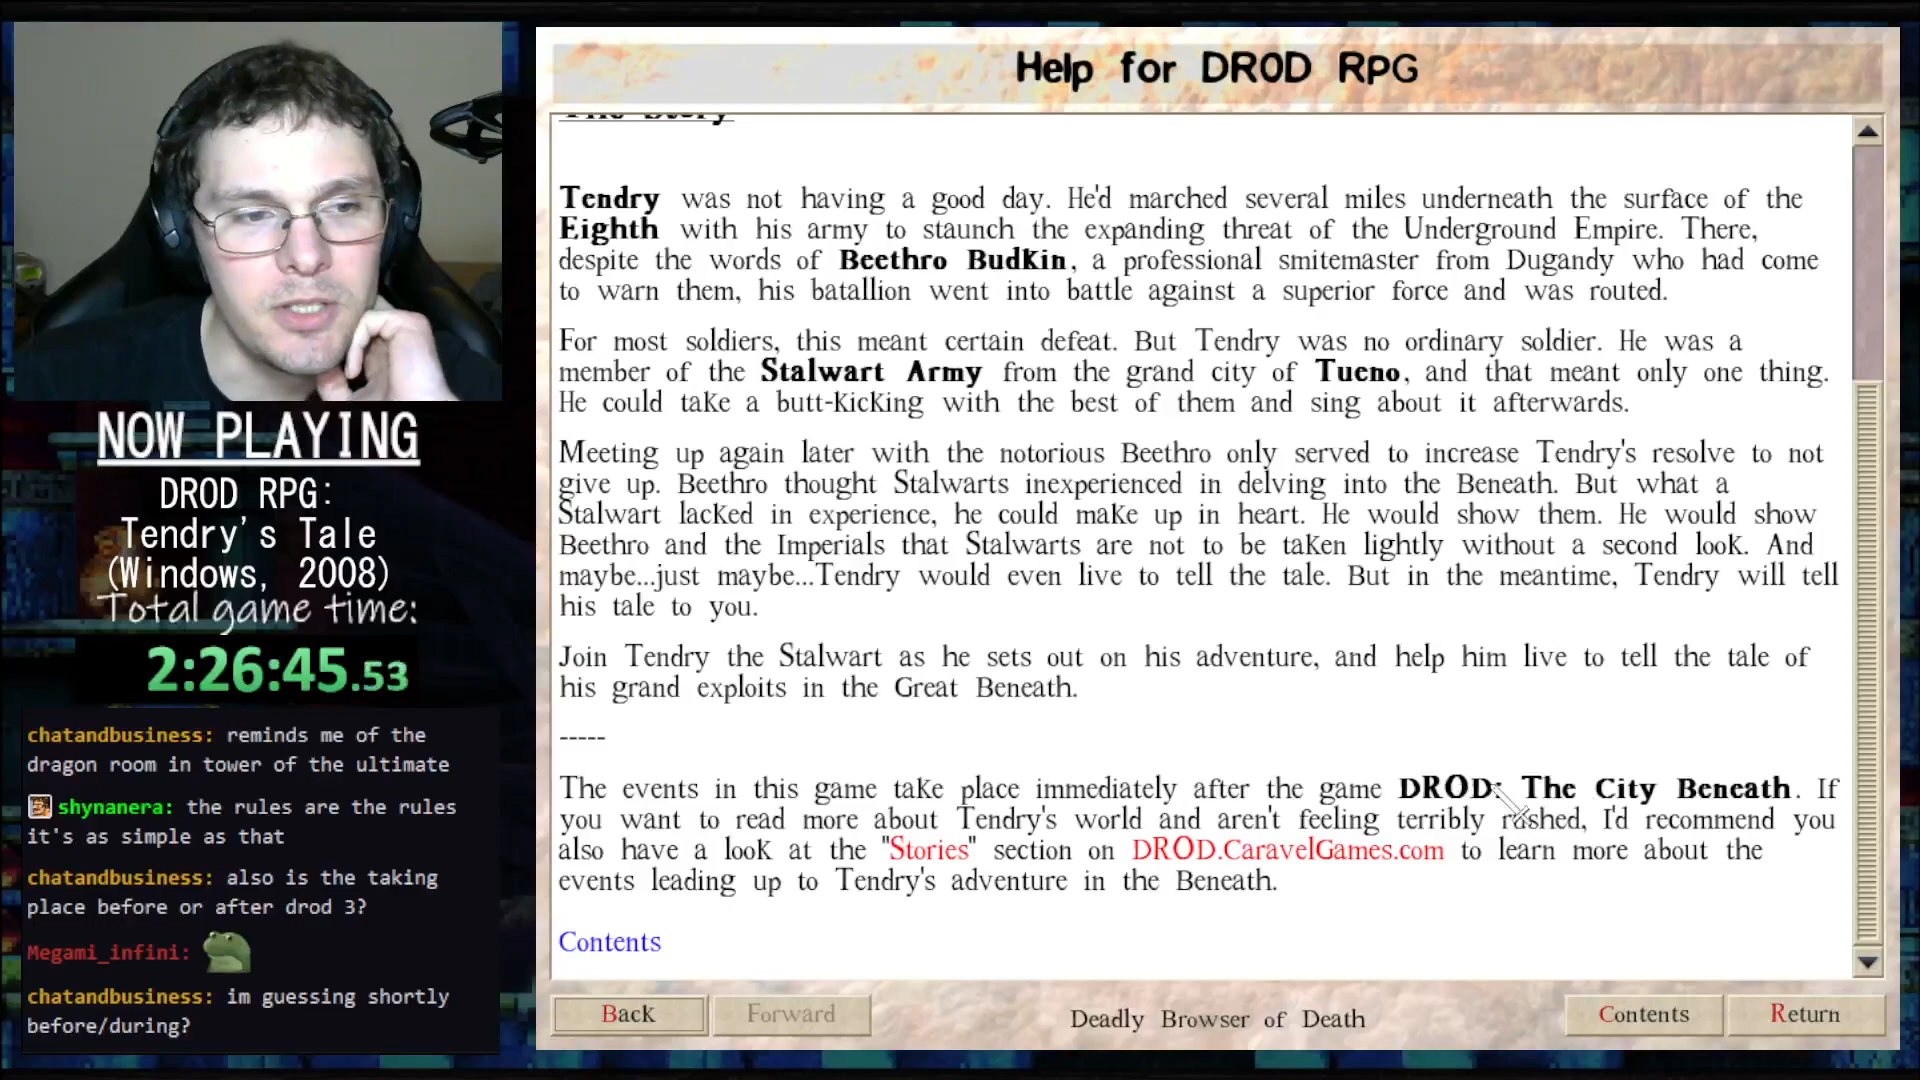 Help for DROD RPG
The Story
Tendry was not having a good day. He'd marched several miles underneath the surface of the
Eighth with his army to staunch the expanding threat of the Underground Empire. There,
despite the words of Beethro Budkin, a professional smitemaster from Dugandy who had come
to warn them, his batallion went into battle against a superior force and was routed.
For most soldiers, this meant certain defeat. But Tendry was no ordinary soldier. He was a
member of the Stalwart Army from the grand city of Tueno, and that meant only one thing.
He could take a butt-kicking with the best of them and sing about it afterwards.
Meeting up again later with the notorious Beethro only served to increase Tendry's resolve to not
give up. Beethro thought Stalwarts inexperienced in delving into the Beneath. But what a
Stalwart lacked in experience, he could make up in heart. He would show them. He would show
Beethro and the Imperials that Stalwarts are not to be taken lightly without a second look. And
maybe...just maybe...Tendry would even live to tell the tale. But in the meantime, Tendry will tell
his tale to you.
Join Tendry the Stalwart as he sets out on his adventure, and help him live to tell the tale of
his grand exploits in the Great Beneath.
-----
The events in this game take place immediately after the game DROD: The City Beneath. If
you want to read more about Tendry's world and aren't feeling terribly rushed, I'd recommend you
also have a look at the "Stories" section on DROD.CaravelGames.com to learn more about the
events leading up to Tendry's adventure in the Beneath.
Contents
Back
Forward
Deadly Browser of Death
Contents
Return
NOW PLAYING
DROD RPG:
Tendry's Tale
(Windows, 2008)
Total game time:
2:26:45.53
chatandbusiness: reminds me of the
dragon room in tower of the ultimate
shynanera: the rules are the rules
it's as simple as that
chatandbusiness: also is the taking
place before or after drod 3?
Megami_infini:
chatandbusiness: im guessing shortly
before/during?